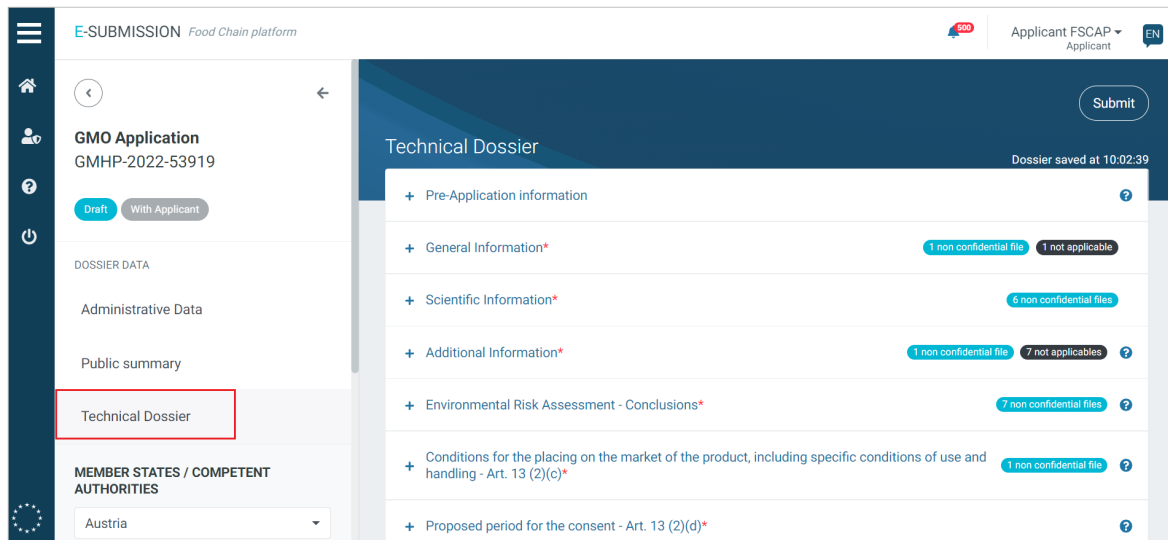 E-SUBMISSION Food Chain platform
500
Applicant FSCAP
Applicant
EN
GMO Application
GMHP-2022-53919
Draft
With Applicant
DOSSIER DATA
Administrative Data
Public summary
Technical Dossier
MEMBER STATES / COMPETENT
AUTHORITIES
Austria
Submit
Technical Dossier
Dossier saved at 10:02:39
+ Pre-Application information ?
+ General Information* 1 non confidential file 1 not applicable
+ Scientific Information* 6 non confidential files
+ Additional Information* 1 non confidential file 7 not applicables ?
+ Environmental Risk Assessment - Conclusions* 7 non confidential files ?
+ Conditions for the placing on the market of the product, including specific conditions of use and
handling - Art. 13 (2)(c)* 1 non confidential file ?
+ Proposed period for the consent - Art. 13 (2)(d)* ?